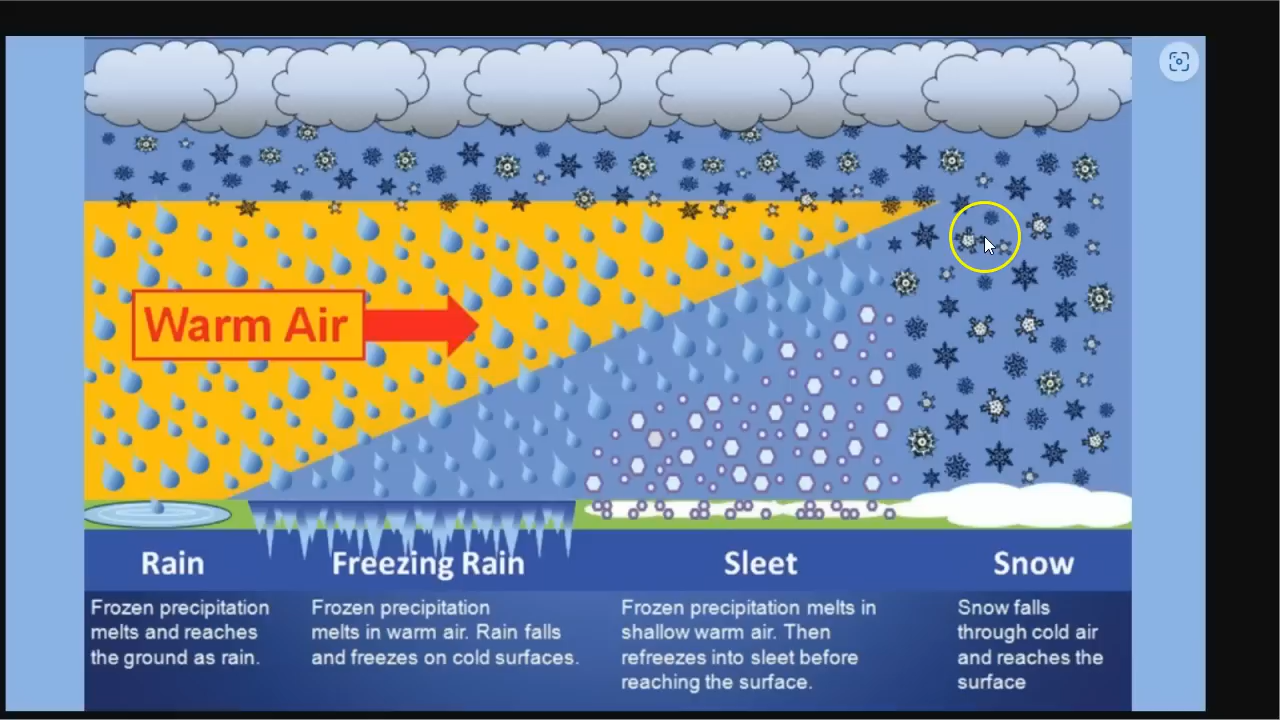 Warm Air
Rain
Freezing Rain
Sleet
Snow
Frozen precipitation
melts and reaches
the ground as rain.
Frozen precipitation
melts in warm air. Rain falls
and freezes on cold surfaces.
Frozen precipitation melts in
shallow warm air. Then
refreezes into sleet before
reaching the surface.
Snow falls
through cold air
and reaches the
surface